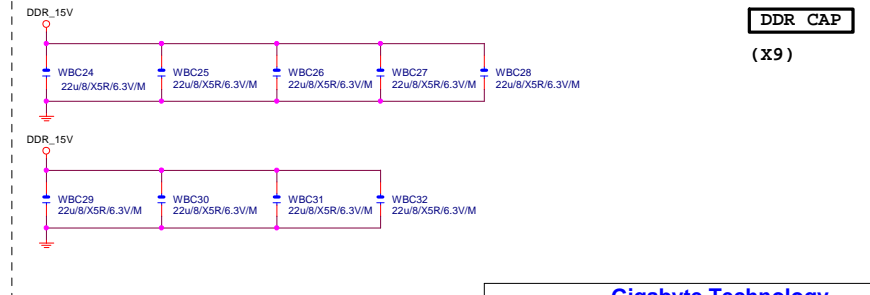 DDR_15V
DDR CAP
(X9)
WBC24
22u/8/X5R/6.3V/M
WBC25
22u/8/X5R/6.3V/M
WBC26
22u/8/X5R/6.3V/M
WBC27
22u/8/X5R/6.3V/M
WBC28
22u/8/X5R/6.3V/M
DDR_15V
WBC29
22u/8/X5R/6.3V/M
WBC30
22u/8/X5R/6.3V/M
WBC31
22u/8/X5R/6.3V/M
WBC32
22u/8/X5R/6.3V/M
Gigabyte Technology